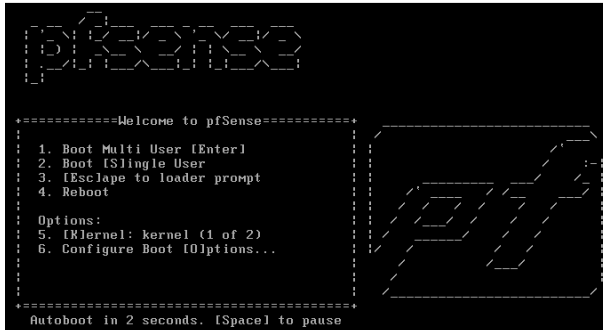 pfsense
Welcome to pfSense
1. Boot Multi User [Enter]
2. Boot [S]ingle User
3. [Esc]ape to loader prompt
4. Reboot
Options:
5. [K]ernel: kernel (1 of 2)
6. Configure Boot [O]ptions...
pf
Autoboot in 2 seconds. [Space] to pause